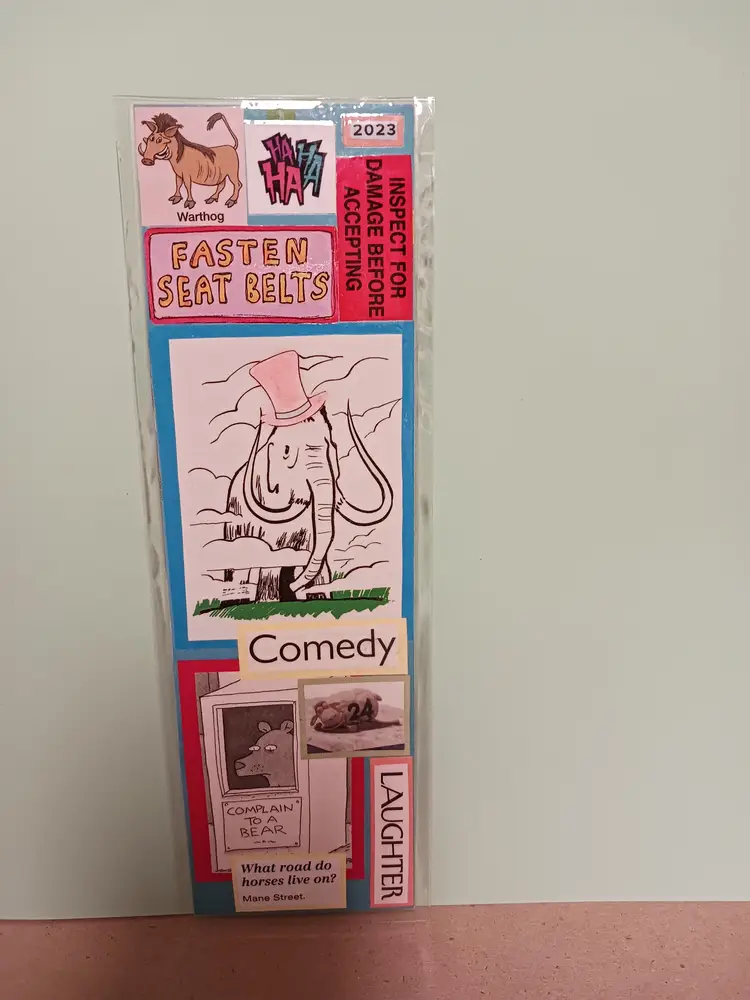 Warthog
HA
HA
HA
2023
INSPECT FOR
DAMAGE BEFORE
ACCEPTING
FASTEN
SEAT BELTS
Comedy
24
COMPLAIN
TO A
BEAR
LAUGHTER
What road do
horses live on?
Mane Street.